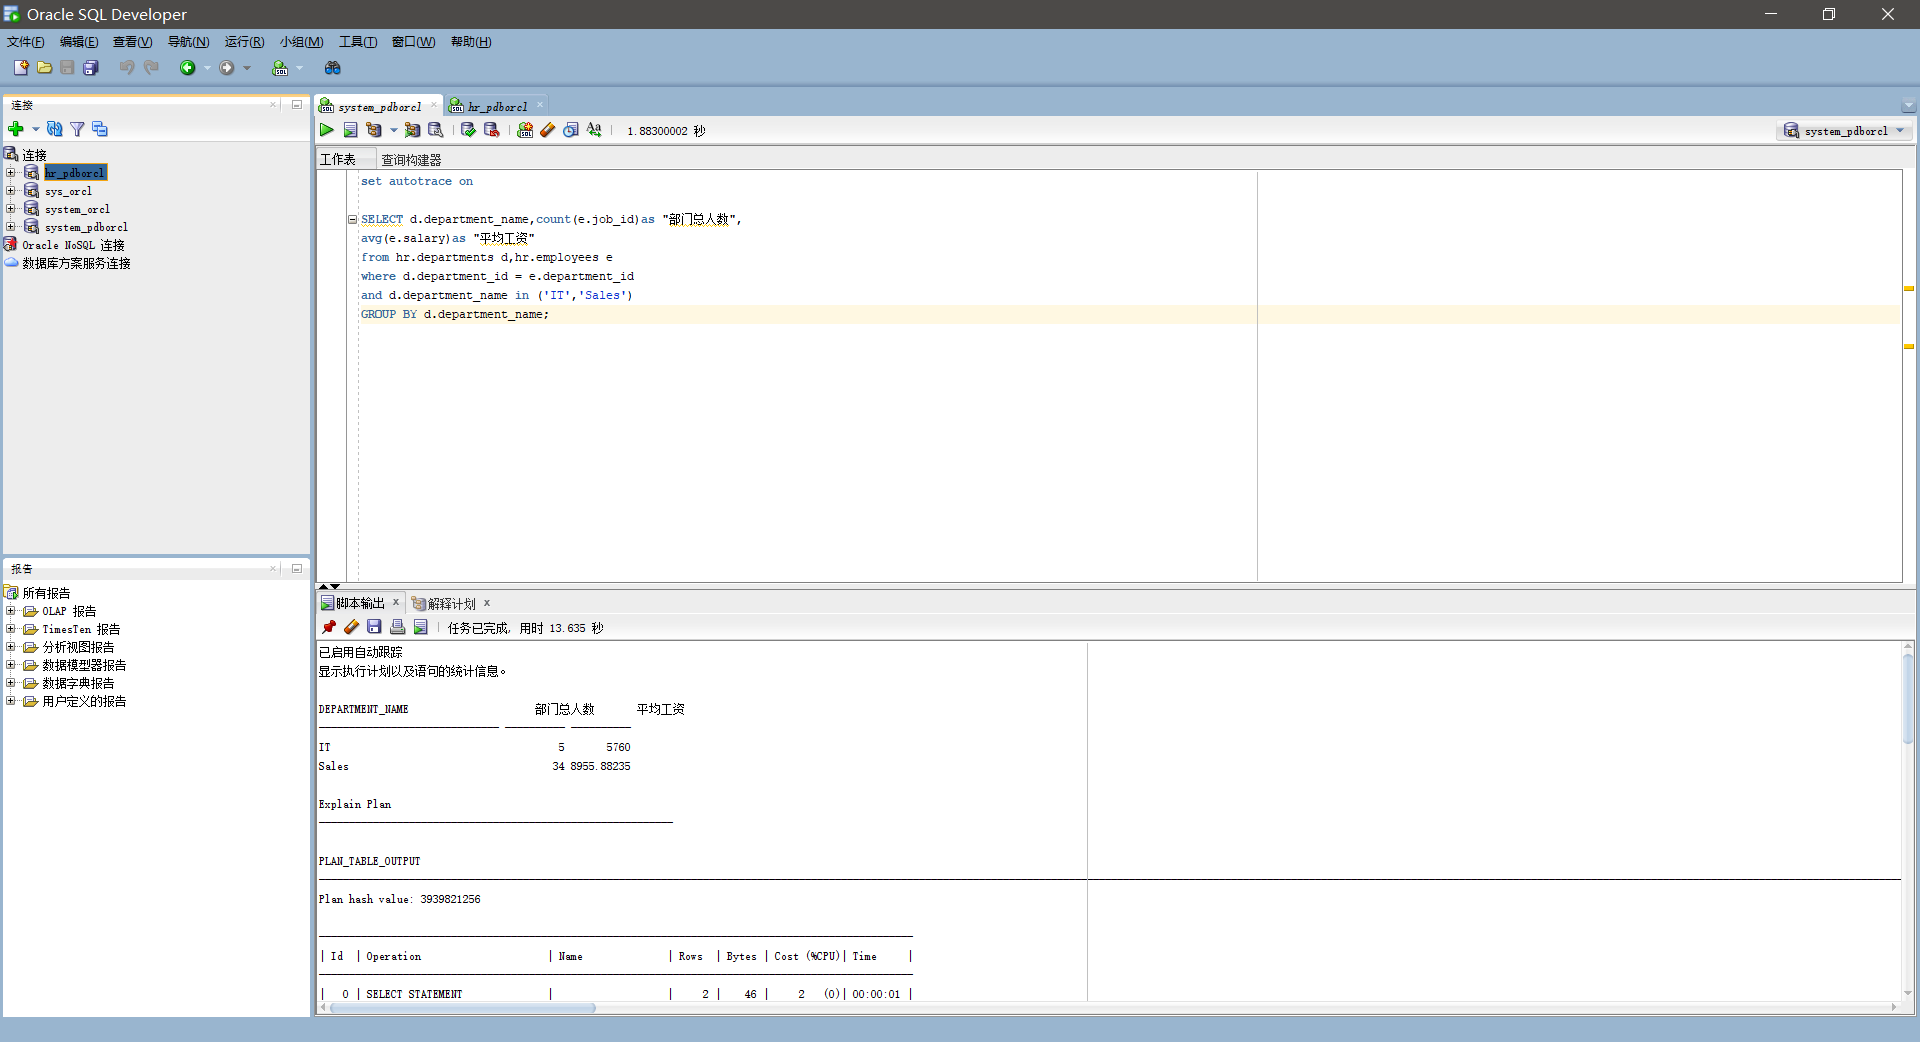 Oracle SQL Developer
文件(F) 编辑(E) 查看(V) 导航(N) 运行(R) 小组(M) 工具(T) 窗口(W) 帮助(H)
连接
连接
hr_pdborcl
sys_orcl
system_orcl
system_pdborcl
Oracle NoSQL 连接
数据库方案服务连接
报告
所有报告
OLAP 报告
TimesTen 报告
分析视图报告
数据模型器报告
数据字典报告
用户定义的报告
system_pdborcl hr_pdborcl
1.88300002 秒 system_pdborcl
工作表 查询构建器
set autotrace on
SELECT d.department_name,count(e.job_id)as "部门总人数",
avg(e.salary)as "平均工资"
from hr.departments d,hr.employees e
where d.department_id = e.department_id
and d.department_name in ('IT','Sales')
GROUP BY d.department_name;
脚本输出 x 解释计划 x
任务已完成, 用时 13.635 秒
已启用自动跟踪
显示执行计划以及语句的统计信息。
DEPARTMENT_NAME 部门总人数 平均工资
IT 5 5760
Sales 34 8955.88235
Explain Plan
PLAN_TABLE_OUTPUT
Plan hash value: 3939821256
| Id | Operation | Name | Rows | Bytes | Cost (%CPU)| Time |
| 0 | SELECT STATEMENT | | 2 | 46 | 2 (0)| 00:00:01 |